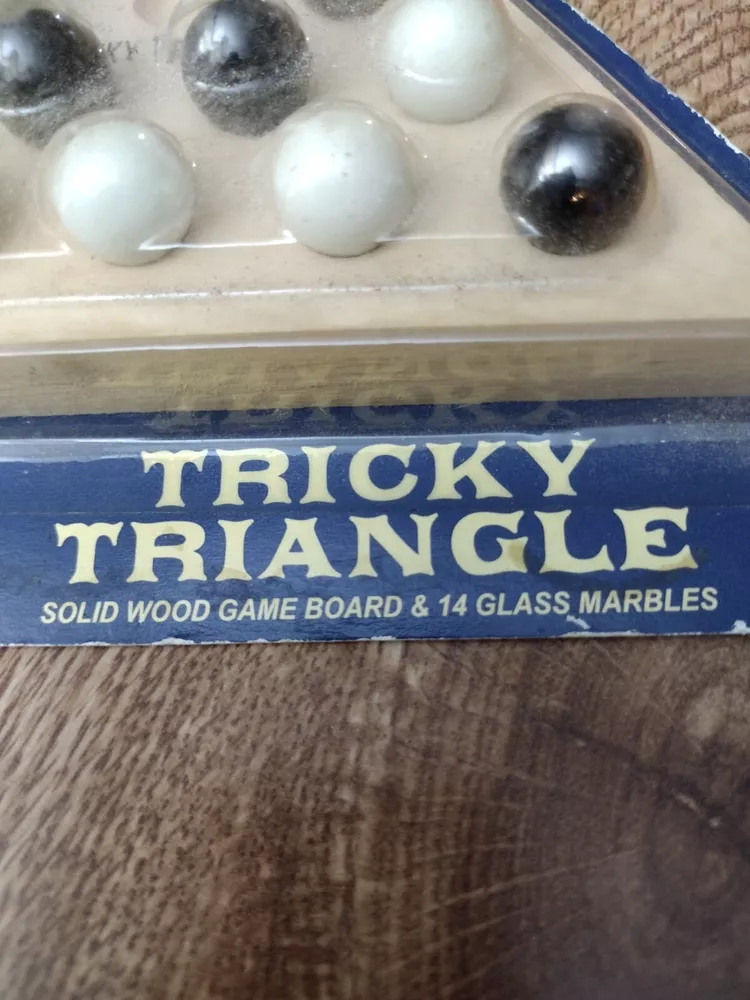 TRICKY
TRIANGLE
SOLID WOOD GAME BOARD & 14 GLASS MARBLES